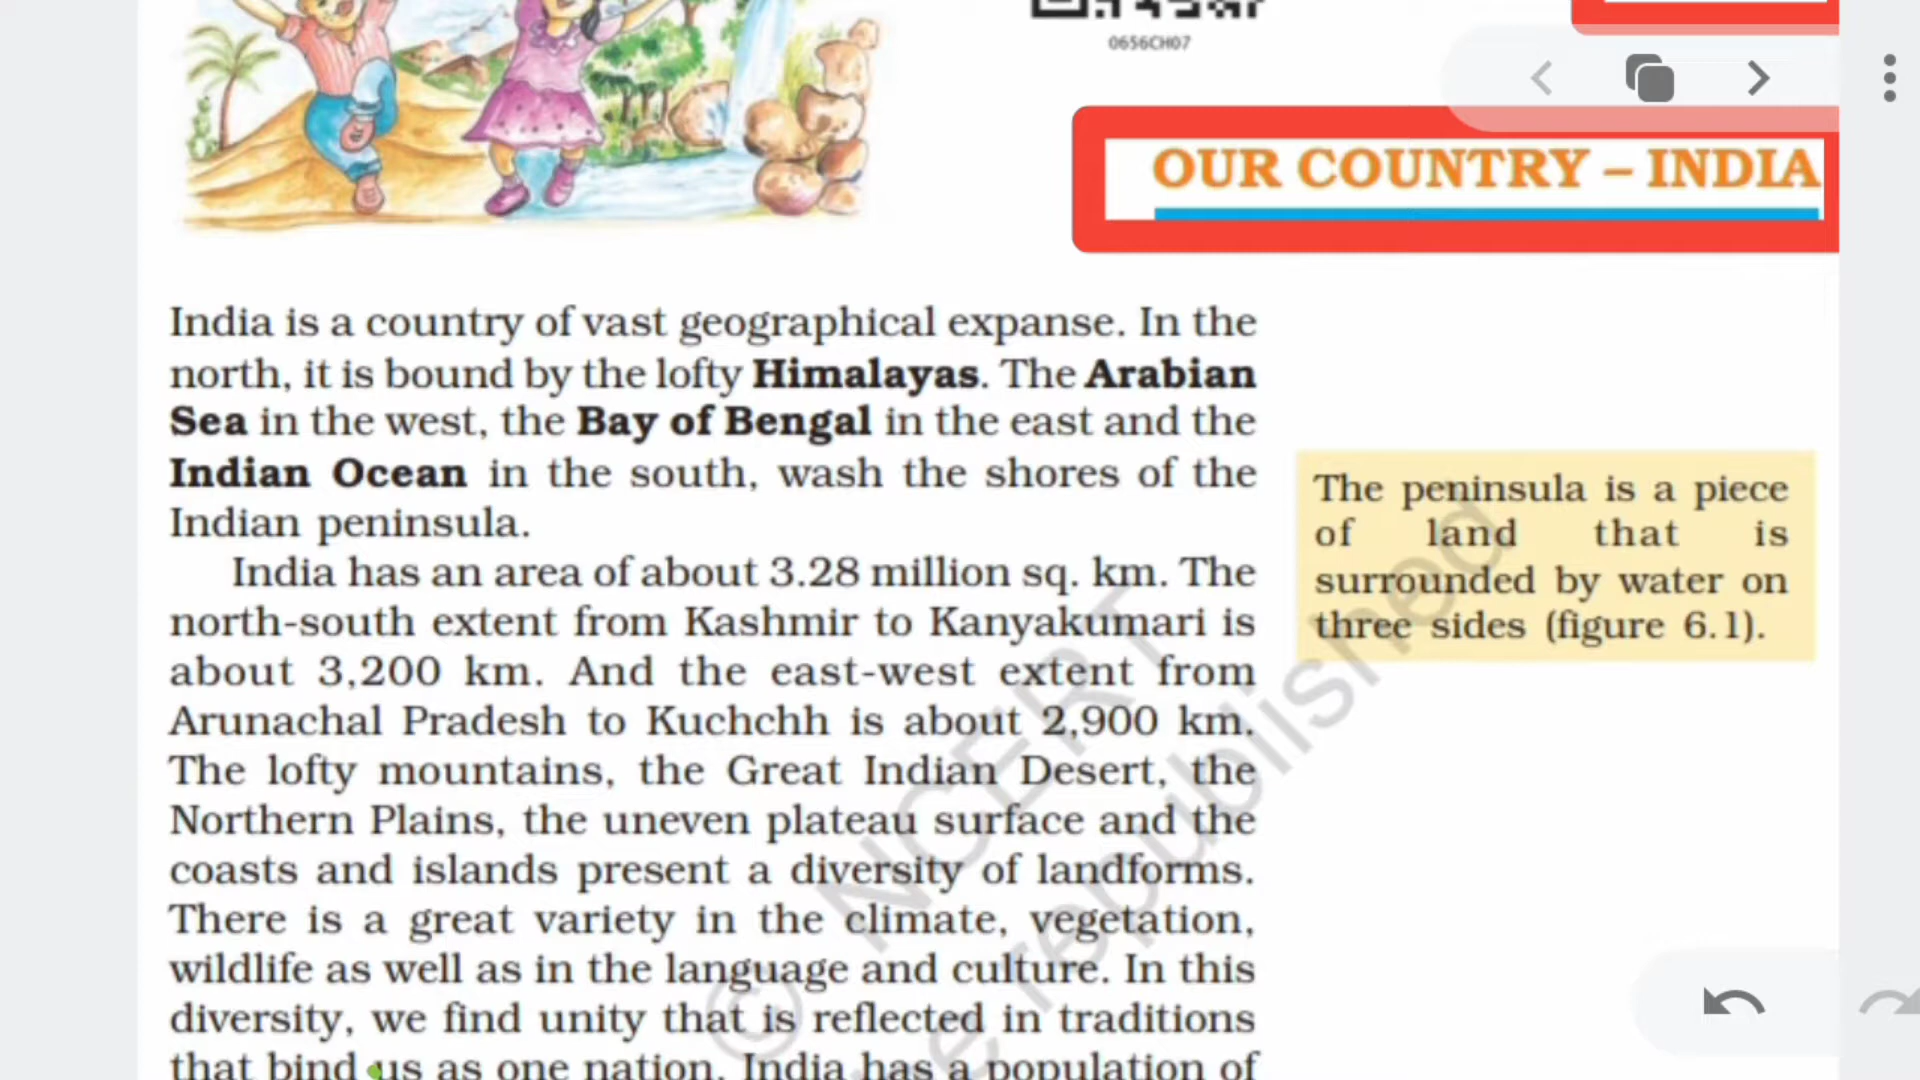 0656CH07
OUR COUNTRY – INDIA
India is a country of vast geographical expanse. In the
north, it is bound by the lofty Himalayas. The Arabian
Sea in the west, the Bay of Bengal in the east and the
Indian Ocean in the south, wash the shores of the
Indian peninsula.
India has an area of about 3.28 million sq. km. The
north-south extent from Kashmir to Kanyakumari is
about 3,200 km. And the east-west extent from
Arunachal Pradesh to Kuchchh is about 2,900 km.
The lofty mountains, the Great Indian Desert, the
Northern Plains, the uneven plateau surface and the
coasts and islands present a diversity of landforms.
There is a great variety in the climate, vegetation,
wildlife as well as in the language and culture. In this
diversity, we find unity that is reflected in traditions
that bind us as one nation. India has a population of
The peninsula is a piece
of land that is
surrounded by water on
three sides (figure 6.1).
© NCERT
republished